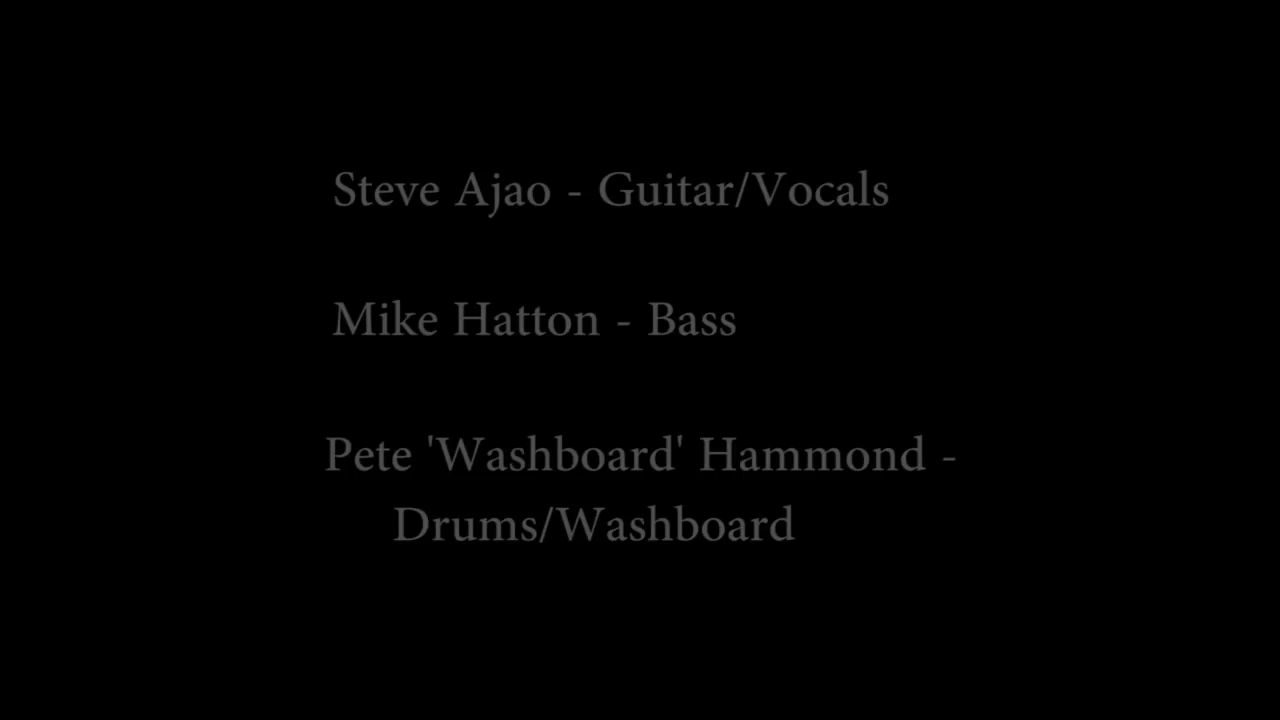 Steve Ajao - Guitar/Vocals
Mike Hatton - Bass
Pete 'Washboard' Hammond -
Drums/Washboard